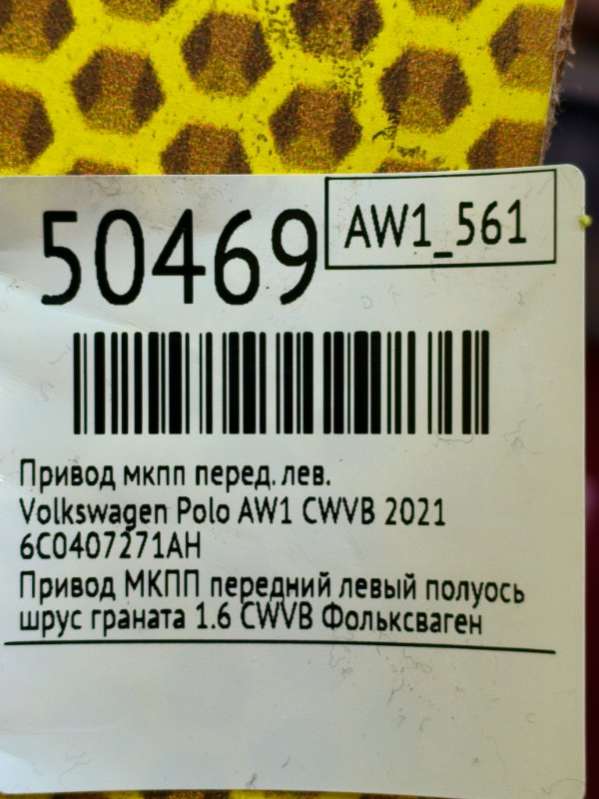 50469
AW1_561
Привод мкпп перед. лев.
Volkswagen Polo AW1 CWVB 2021
6C0407271AH
Привод МКПП передний левый полуось
шрус граната 1.6 CWVB Фольксваген